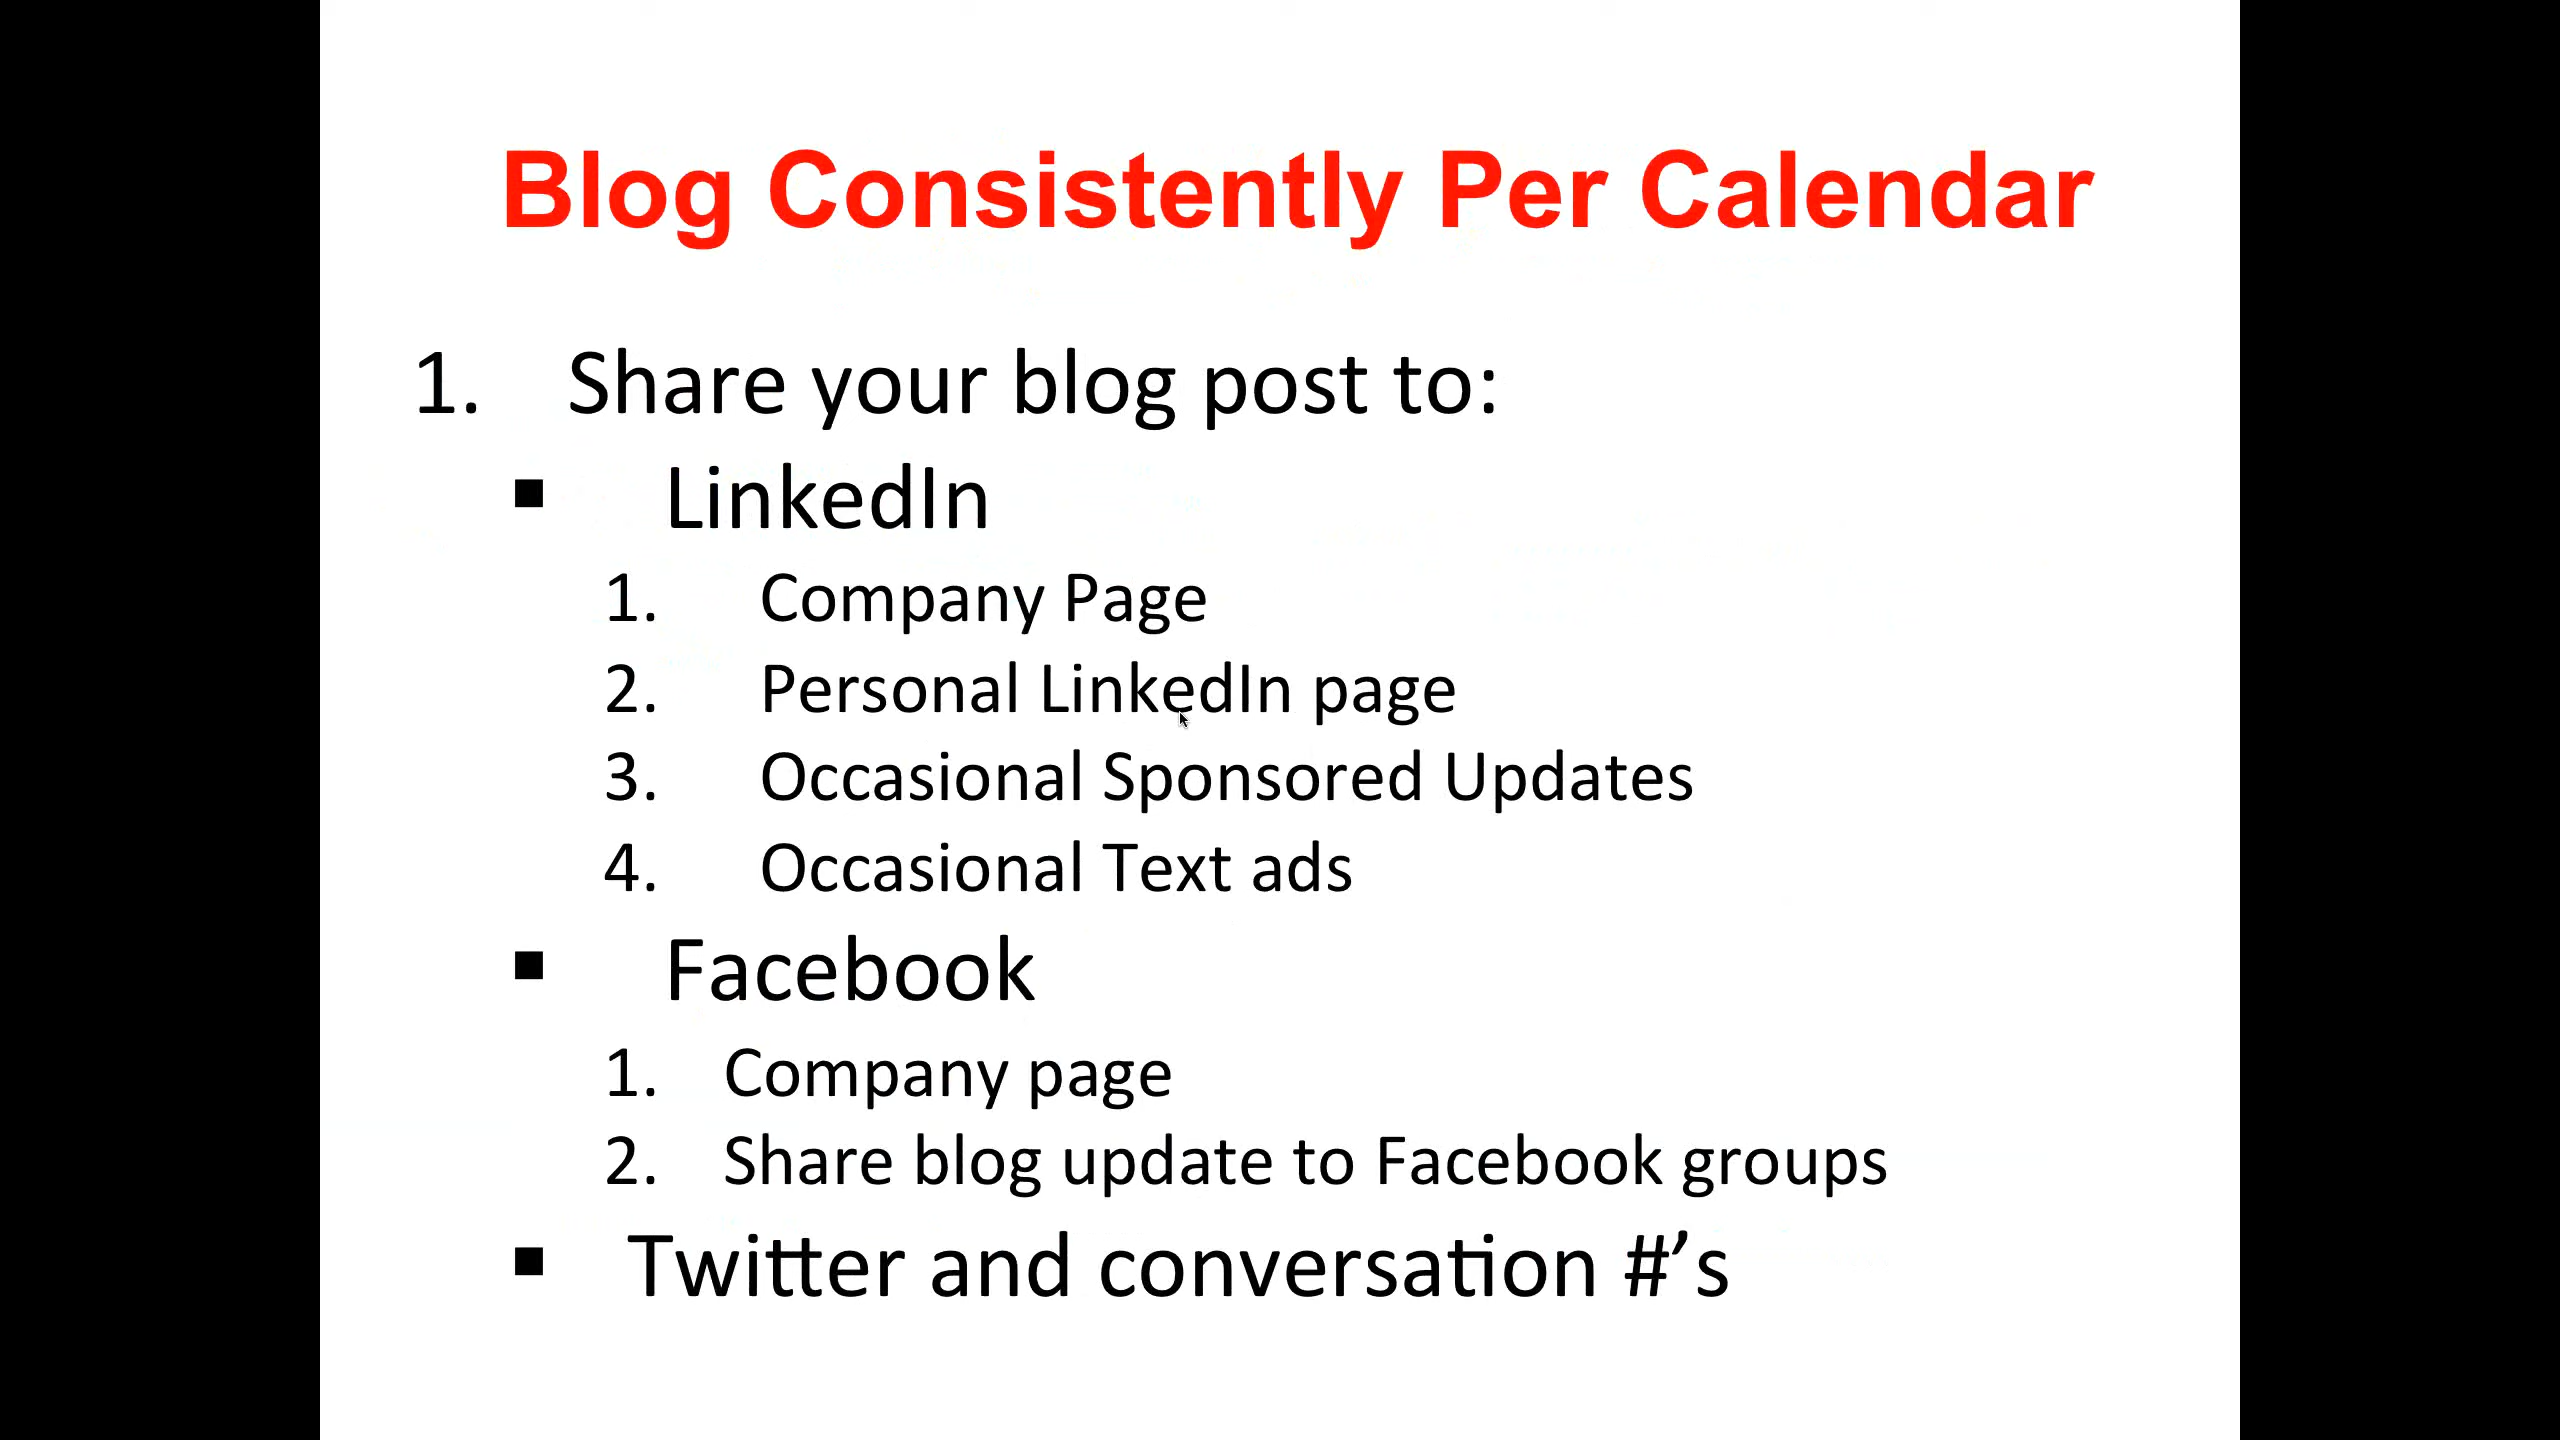 Blog Consistently Per Calendar
1. Share your blog post to:
▪ LinkedIn
1. Company Page
2. Personal LinkedIn page
3. Occasional Sponsored Updates
4. Occasional Text ads
▪ Facebook
1. Company page
2. Share blog update to Facebook groups
▪ Twitter and conversation #’s